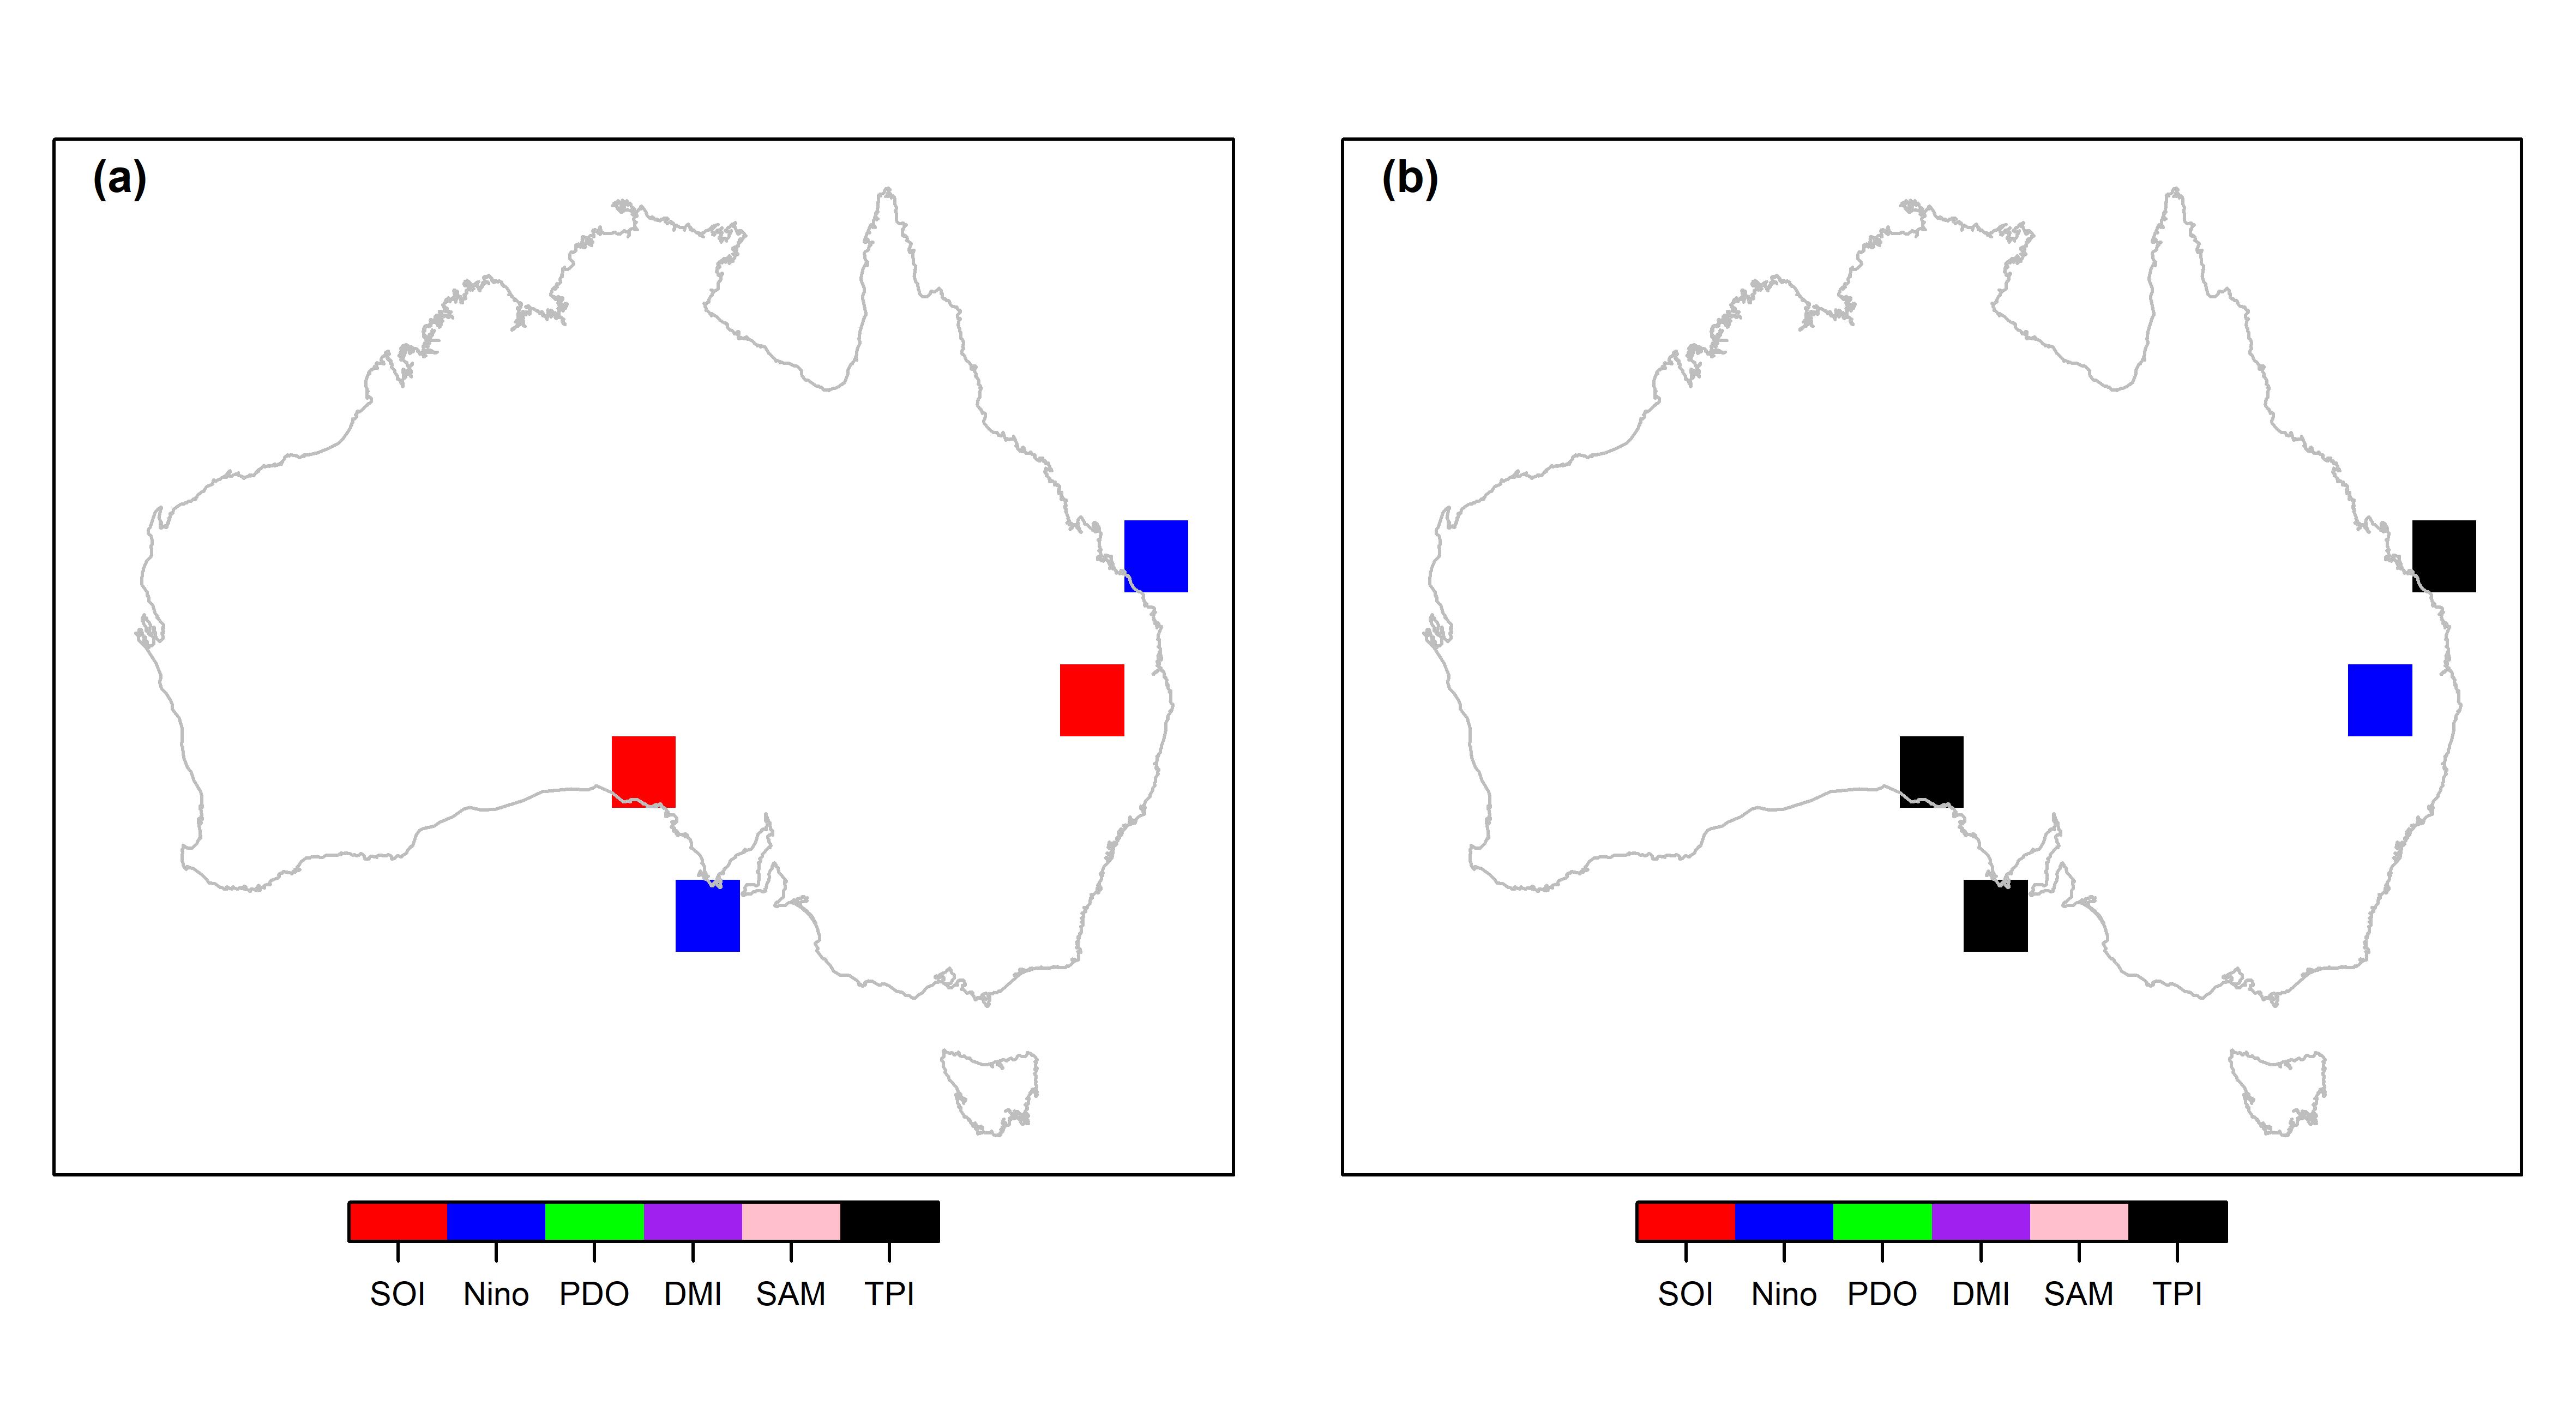 (a)
(b)
SOI Nino PDO DMI SAM TPI
SOI Nino PDO DMI SAM TPI